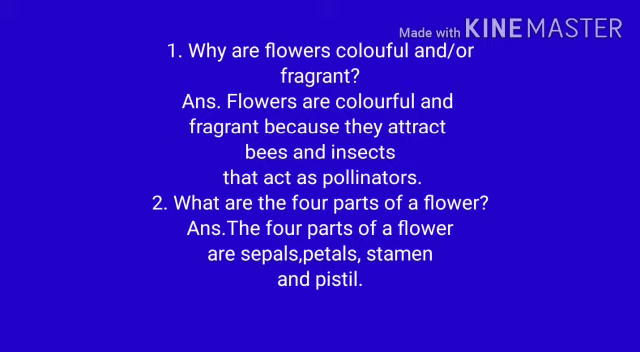 Made with KINEMASTER
1. Why are flowers colouful and/or
fragrant?
Ans. Flowers are colourful and
fragrant because they attract
bees and insects
that act as pollinators.
2. What are the four parts of a flower?
Ans.The four parts of a flower
are sepals,petals, stamen
and pistil.